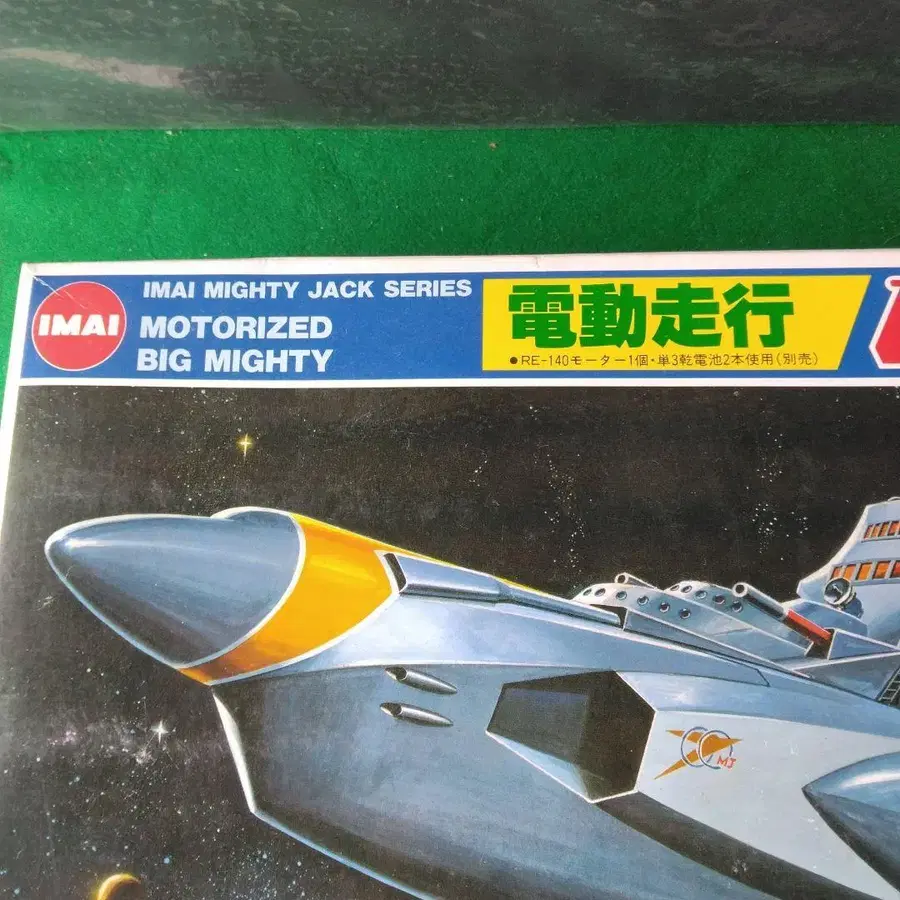 IMAI
IMAI MIGHTY JACK SERIES
MOTORIZED
BIG MIGHTY
電動走行
●RE-140モーター1個・単3乾電池2本使用(別売)
MJ